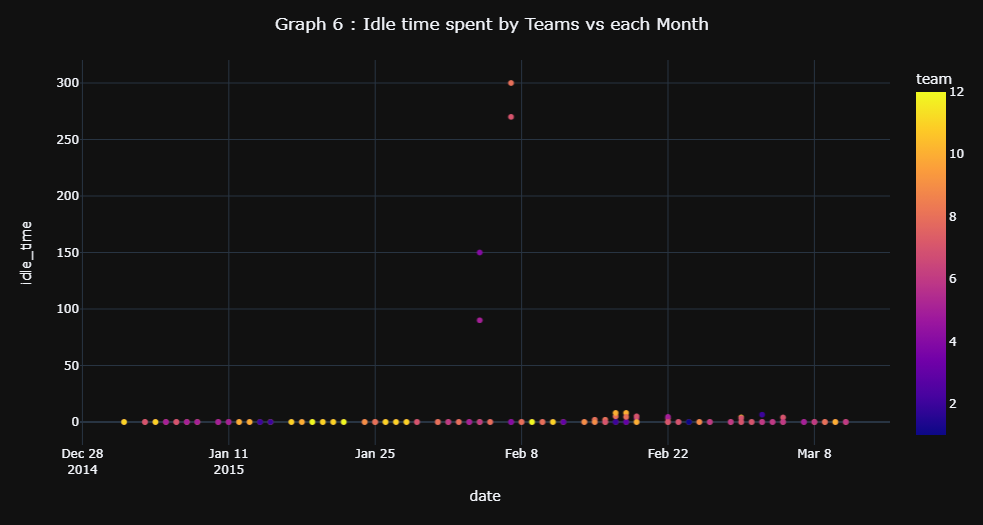 Graph 6 : Idle time spent by Teams vs each Month
team
300
250
200
150
100
50
0
idle_time
12
10
8
6
4
2
Dec 28
2014
Jan 11
2015
Jan 25
Feb 8
Feb 22
Mar 8
date